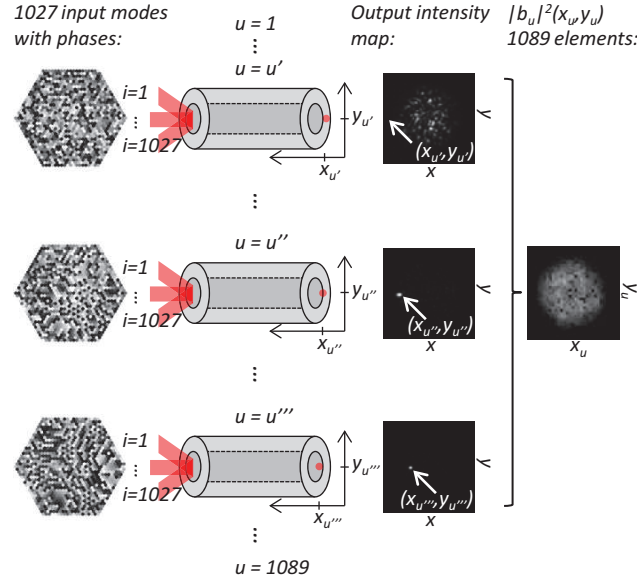 1027 input modes
with phases:
u = 1
...
u = u'
Output intensity
map:
|b_u|²(x_u,y_u)
1089 elements:
i=1
...
i=1027
y_u'
x_u'
(x_u',y_u')
y
x
...
u = u''
i=1
...
i=1027
y_u''
x_u''
(x_u'',y_u'')
y
x
y_u
x_u
...
u = u'''
i=1
...
i=1027
y_u'''
x_u'''
(x_u''',y_u''')
y
x
...
u = 1089